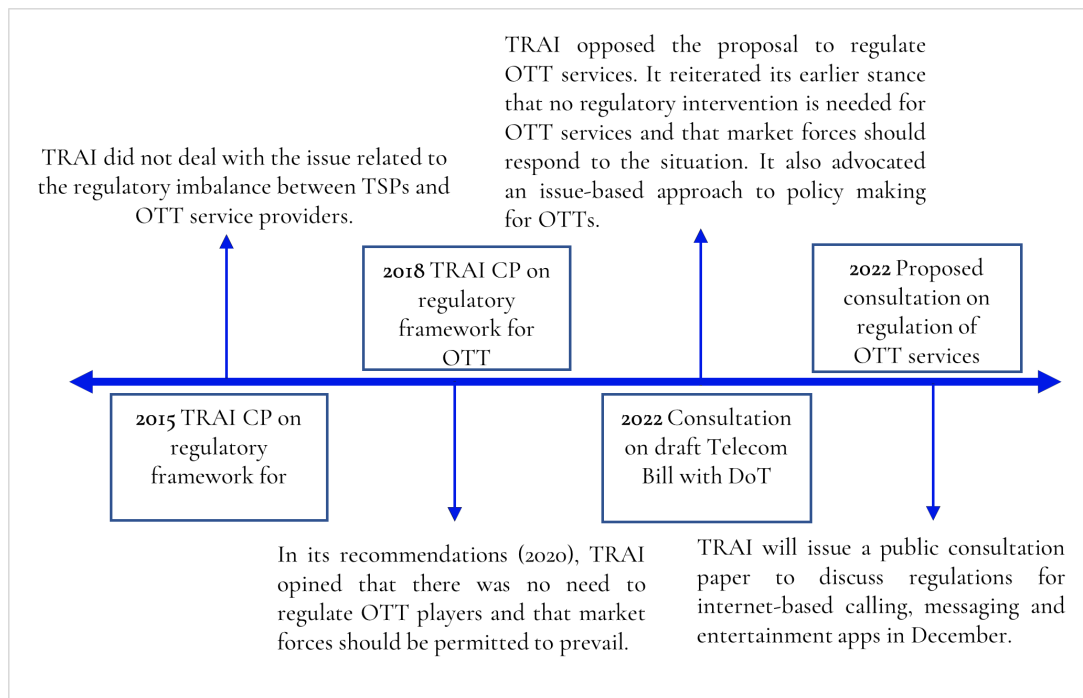 TRAI did not deal with the issue related to
the regulatory imbalance between TSPs and
OTT service providers.
2015 TRAI CP on
regulatory
framework for
2018 TRAI CP on
regulatory
framework for
OTT
In its recommendations (2020), TRAI
opined that there was no need to
regulate OTT players and that market
forces should be permitted to prevail.
TRAI opposed the proposal to regulate
OTT services. It reiterated its earlier stance
that no regulatory intervention is needed for
OTT services and that market forces should
respond to the situation. It also advocated
an issue-based approach to policy making
for OTTs.
2022 Consultation
on draft Telecom
Bill with DoT
2022 Proposed
consultation on
regulation of
OTT services
TRAI will issue a public consultation
paper to discuss regulations for
internet-based calling, messaging and
entertainment apps in December.